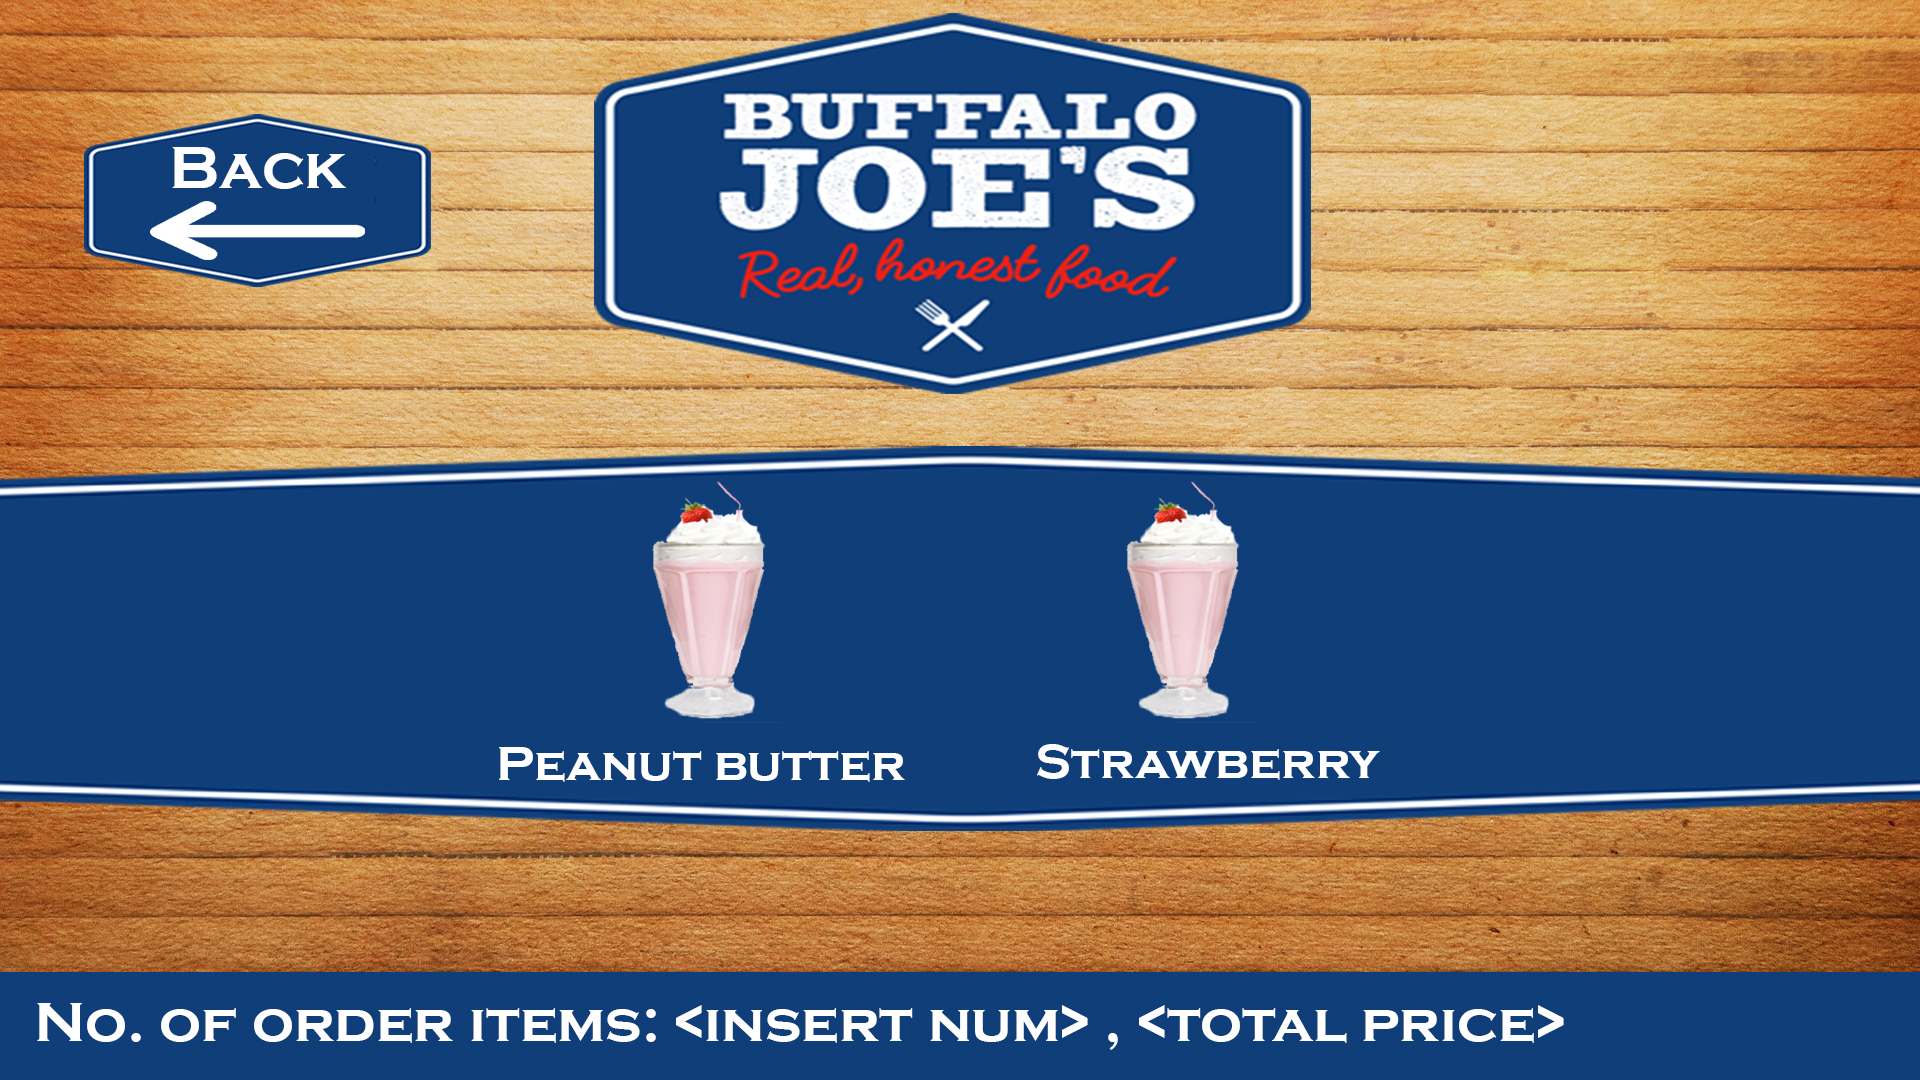 Back
BUFFALO
JOE'S
Real, honest food
Peanut butter
Strawberry
No. of order items: <insert num> , <total price>